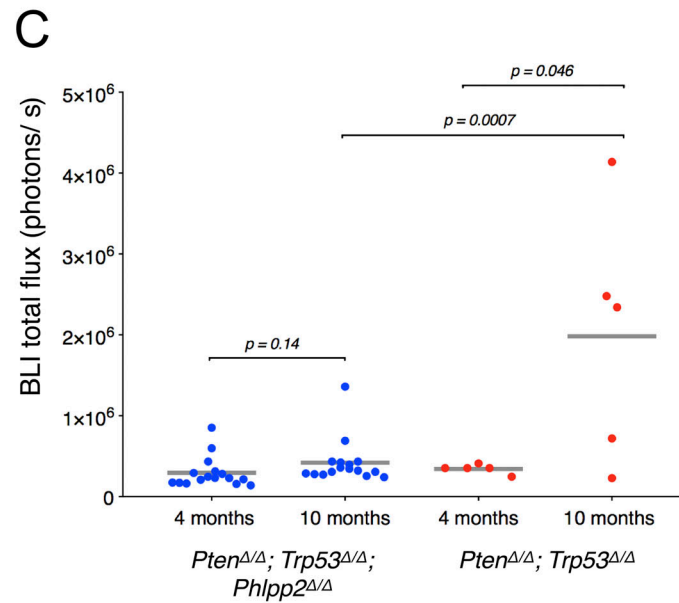 C
p = 0.046
p = 0.0007
p = 0.14
BLI total flux (photons/ s)
5×10⁶
4×10⁶
3×10⁶
2×10⁶
1×10⁶
0
4 months 10 months 4 months 10 months
Pten^Δ/Δ; Trp53^Δ/Δ; Pten^Δ/Δ; Trp53^Δ/Δ
Phlpp2^Δ/Δ